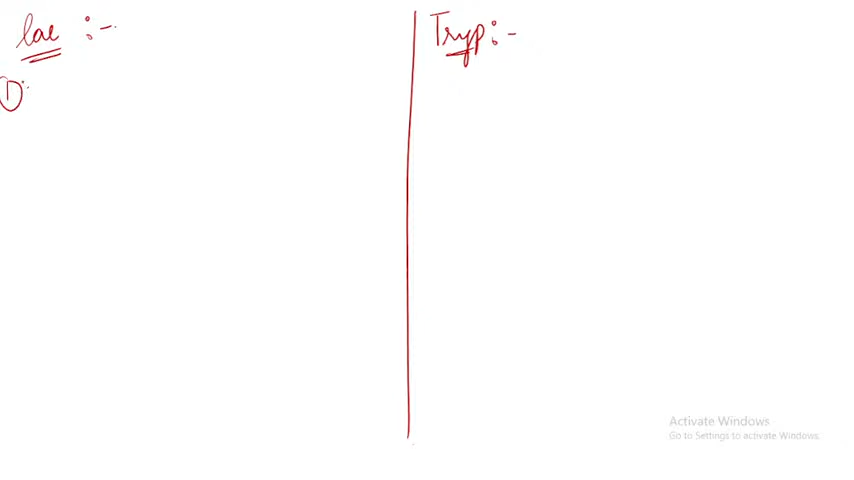 lac :-
Tryp :-
①
Activate Windows
Go to Settings to activate Windows.